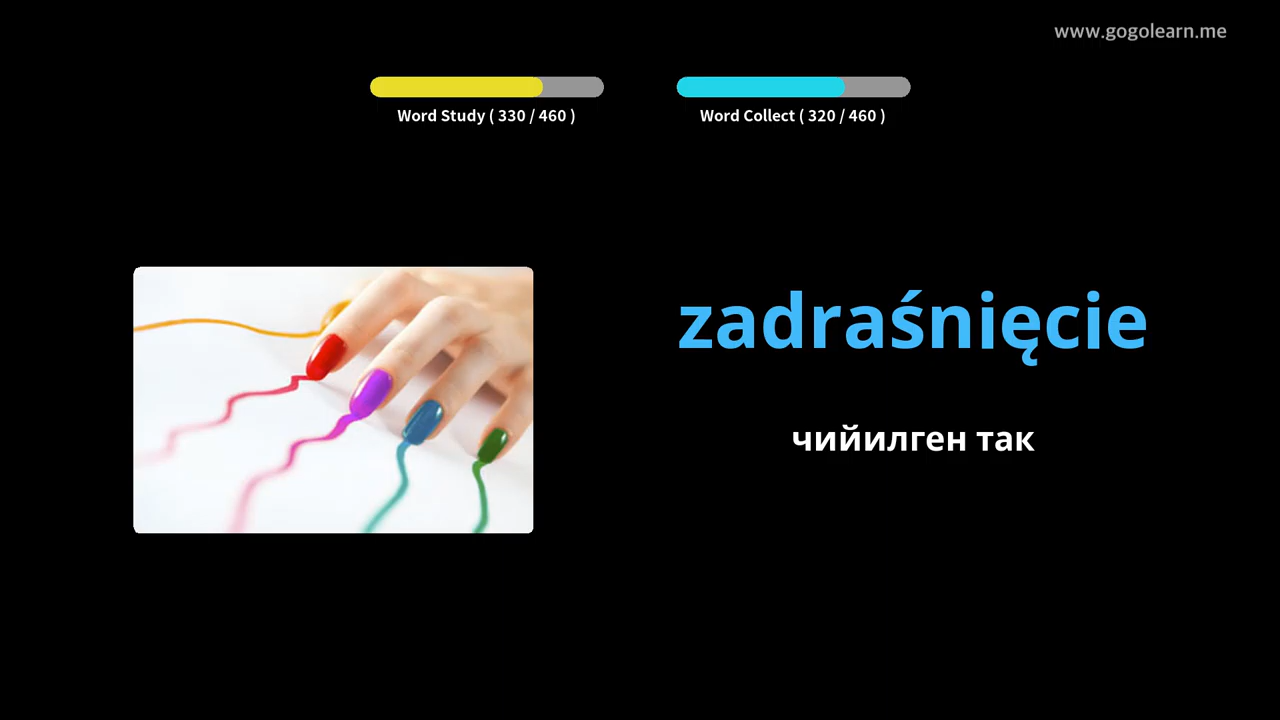 www.gogolearn.me
Word Study ( 330 / 460 )
Word Collect ( 320 / 460 )
zadraśnięcie
чийилген так